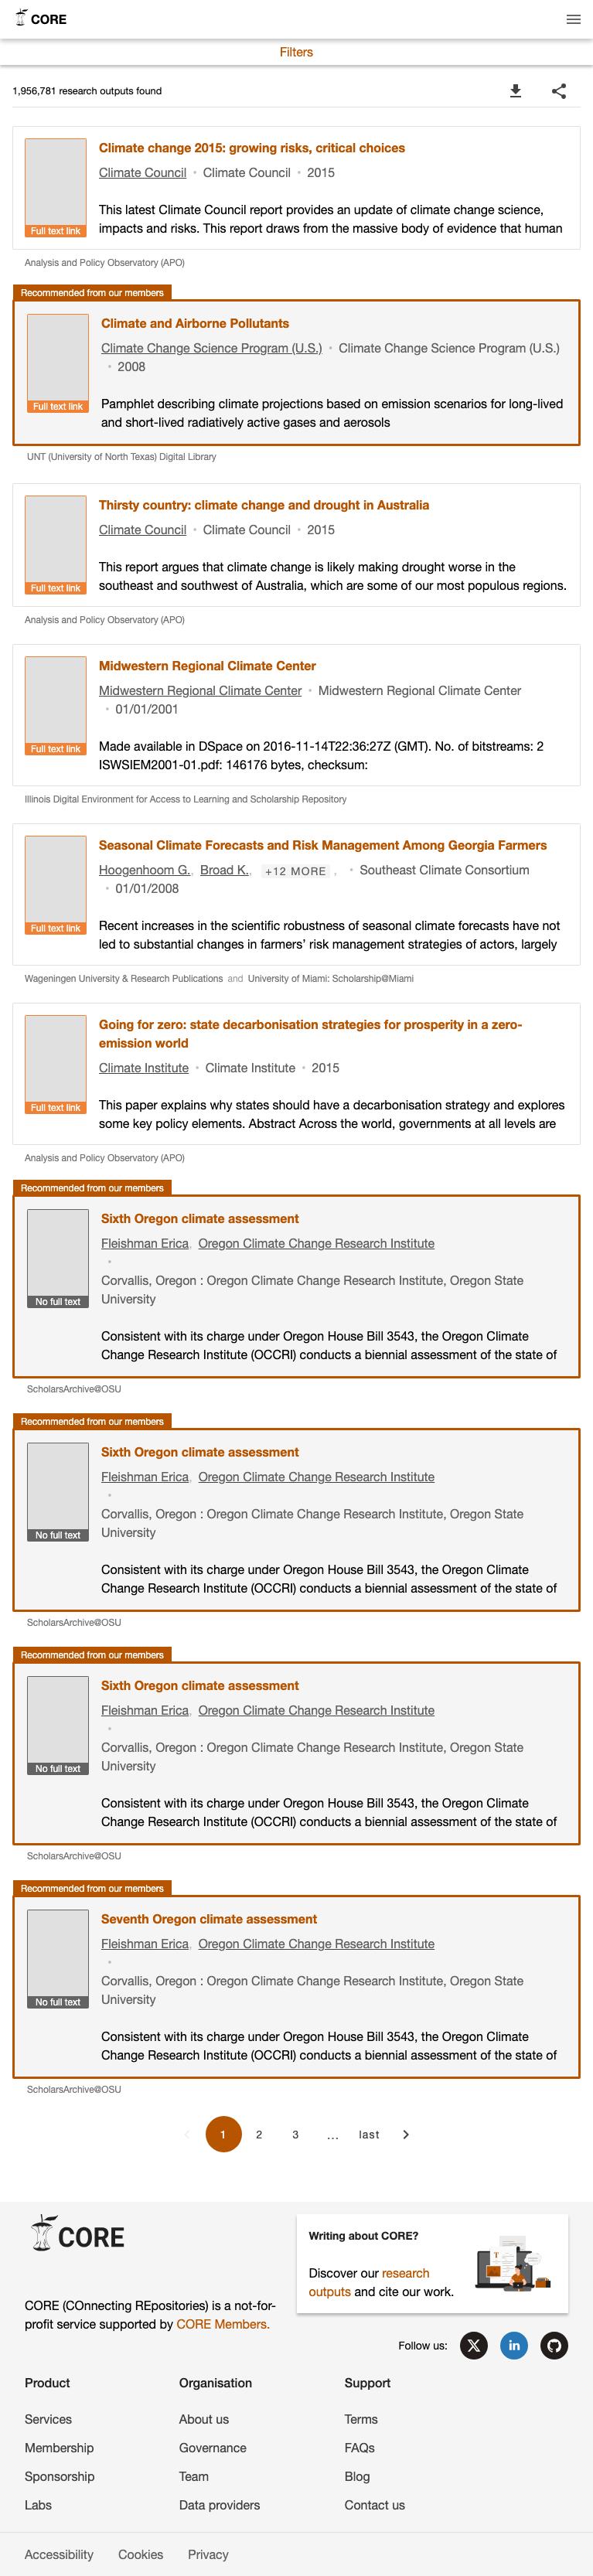 CORE
Filters
1,956,781 research outputs found
Climate change 2015: growing risks, critical choices
Climate Council • Climate Council • 2015
This latest Climate Council report provides an update of climate change science,
impacts and risks. This report draws from the massive body of evidence that human
Full text link
Analysis and Policy Observatory (APO)
Recommended from our members
Climate and Airborne Pollutants
Climate Change Science Program (U.S.) • Climate Change Science Program (U.S.)
• 2008
Pamphlet describing climate projections based on emission scenarios for long-lived
and short-lived radiatively active gases and aerosols
Full text link
UNT (University of North Texas) Digital Library
Thirsty country: climate change and drought in Australia
Climate Council • Climate Council • 2015
This report argues that climate change is likely making drought worse in the
southeast and southwest of Australia, which are some of our most populous regions.
Full text link
Analysis and Policy Observatory (APO)
Midwestern Regional Climate Center
Midwestern Regional Climate Center • Midwestern Regional Climate Center
• 01/01/2001
Made available in DSpace on 2016-11-14T22:36:27Z (GMT). No. of bitstreams: 2
ISWSIEM2001-01.pdf: 146176 bytes, checksum:
Full text link
Illinois Digital Environment for Access to Learning and Scholarship Repository
Seasonal Climate Forecasts and Risk Management Among Georgia Farmers
Hoogenhoom G., Broad K., +12 MORE , • Southeast Climate Consortium
• 01/01/2008
Recent increases in the scientific robustness of seasonal climate forecasts have not
led to substantial changes in farmers’ risk management strategies of actors, largely
Full text link
Wageningen University & Research Publications and University of Miami: Scholarship@Miami
Going for zero: state decarbonisation strategies for prosperity in a zero-
emission world
Climate Institute • Climate Institute • 2015
This paper explains why states should have a decarbonisation strategy and explores
some key policy elements. Abstract Across the world, governments at all levels are
Full text link
Analysis and Policy Observatory (APO)
Recommended from our members
Sixth Oregon climate assessment
Fleishman Erica, Oregon Climate Change Research Institute
•
Corvallis, Oregon : Oregon Climate Change Research Institute, Oregon State
University
No full text
Consistent with its charge under Oregon House Bill 3543, the Oregon Climate
Change Research Institute (OCCRI) conducts a biennial assessment of the state of
ScholarsArchive@OSU
Recommended from our members
Sixth Oregon climate assessment
Fleishman Erica, Oregon Climate Change Research Institute
•
Corvallis, Oregon : Oregon Climate Change Research Institute, Oregon State
University
No full text
Consistent with its charge under Oregon House Bill 3543, the Oregon Climate
Change Research Institute (OCCRI) conducts a biennial assessment of the state of
ScholarsArchive@OSU
Recommended from our members
Sixth Oregon climate assessment
Fleishman Erica, Oregon Climate Change Research Institute
•
Corvallis, Oregon : Oregon Climate Change Research Institute, Oregon State
University
No full text
Consistent with its charge under Oregon House Bill 3543, the Oregon Climate
Change Research Institute (OCCRI) conducts a biennial assessment of the state of
ScholarsArchive@OSU
Recommended from our members
Seventh Oregon climate assessment
Fleishman Erica, Oregon Climate Change Research Institute
•
Corvallis, Oregon : Oregon Climate Change Research Institute, Oregon State
University
No full text
Consistent with its charge under Oregon House Bill 3543, the Oregon Climate
Change Research Institute (OCCRI) conducts a biennial assessment of the state of
ScholarsArchive@OSU
1 2 3 ... last
CORE
CORE (COnnecting REpositories) is a not-for-
profit service supported by CORE Members.
Writing about CORE?
Discover our research
outputs and cite our work.
Follow us:
Product
Services
Membership
Sponsorship
Labs
Organisation
About us
Governance
Team
Data providers
Support
Terms
FAQs
Blog
Contact us
Accessibility Cookies Privacy